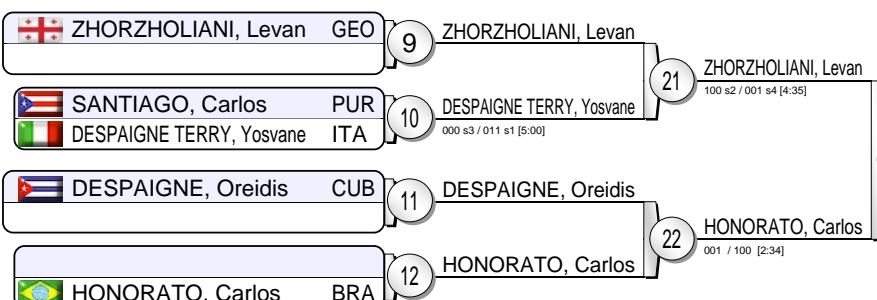 ZHORZHOLIANI, Levan GEO
9
ZHORZHOLIANI, Levan
21
ZHORZHOLIANI, Levan
100 s2 / 001 s4 [4:35]
SANTIAGO, Carlos PUR
DESPAIGNE TERRY, Yosvane ITA
10
DESPAIGNE TERRY, Yosvane
000 s3 / 011 s1 [5:00]
DESPAIGNE, Oreidis CUB
11
DESPAIGNE, Oreidis
22
HONORATO, Carlos
001 / 100 [2:34]
12
HONORATO, Carlos
HONORATO, Carlos BRA